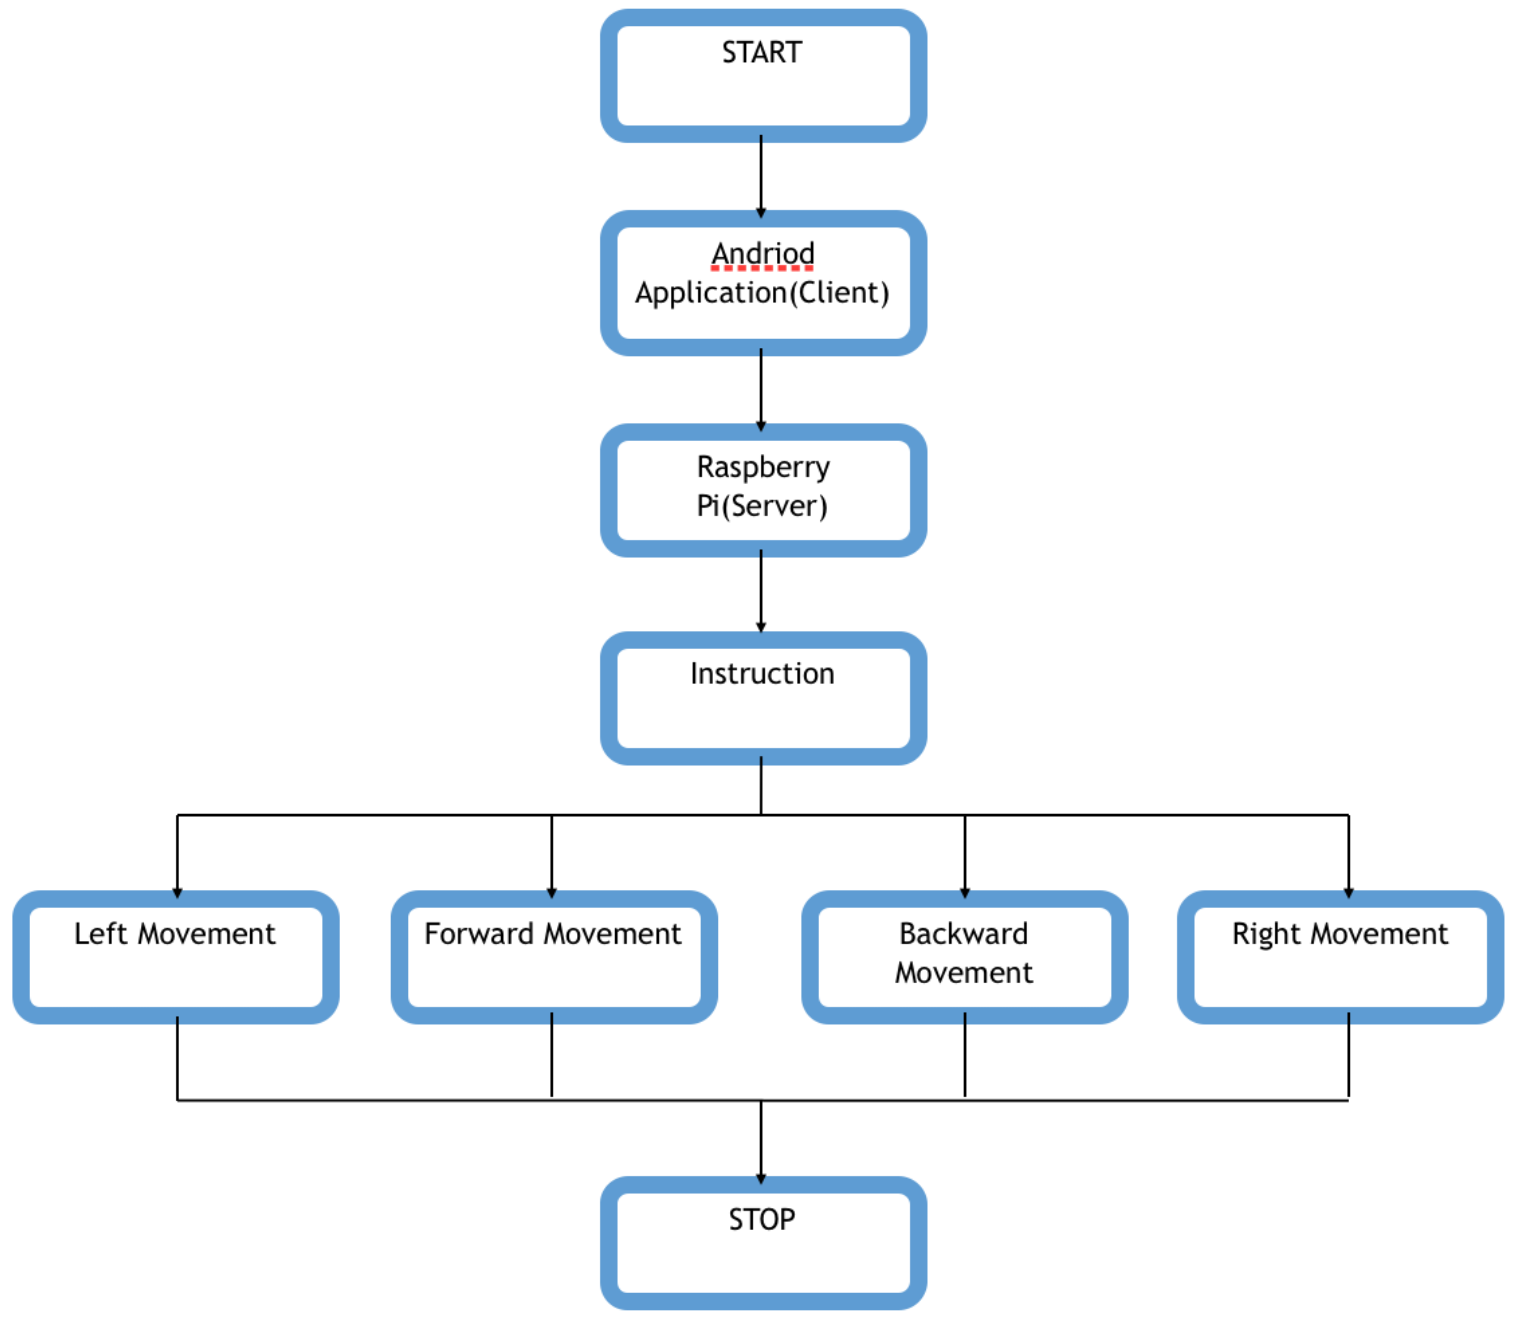 START
Andriod
Application(Client)
Raspberry
Pi(Server)
Instruction
Left Movement
Forward Movement
Backward
Movement
Right Movement
STOP